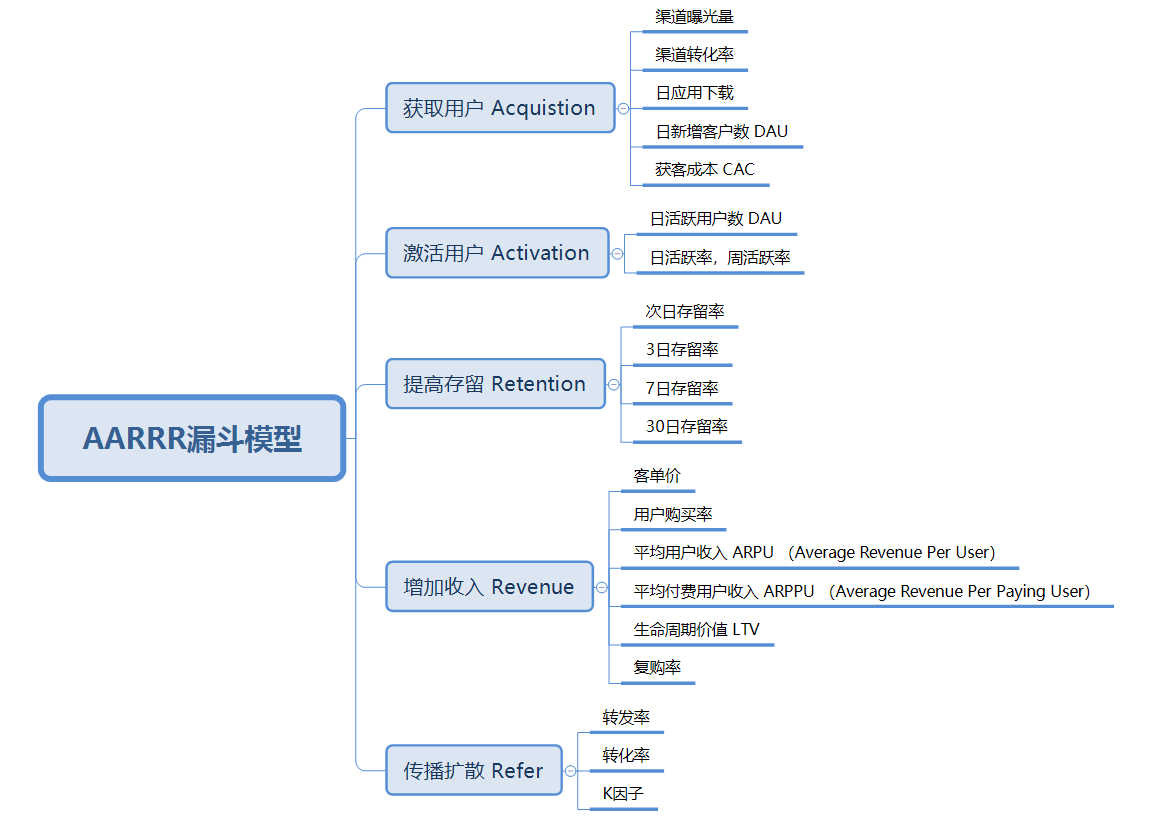 AARRR漏斗模型
获取用户 Acquistion
渠道曝光量
渠道转化率
日应用下载
日新增客户数 DAU
获客成本 CAC
激活用户 Activation
日活跃用户数 DAU
日活跃率，周活跃率
提高存留 Retention
次日存留率
3日存留率
7日存留率
30日存留率
增加收入 Revenue
客单价
用户购买率
平均用户收入 ARPU （Average Revenue Per User）
平均付费用户收入 ARPPU （Average Revenue Per Paying User）
生命周期价值 LTV
复购率
传播扩散 Refer
转发率
转化率
K因子